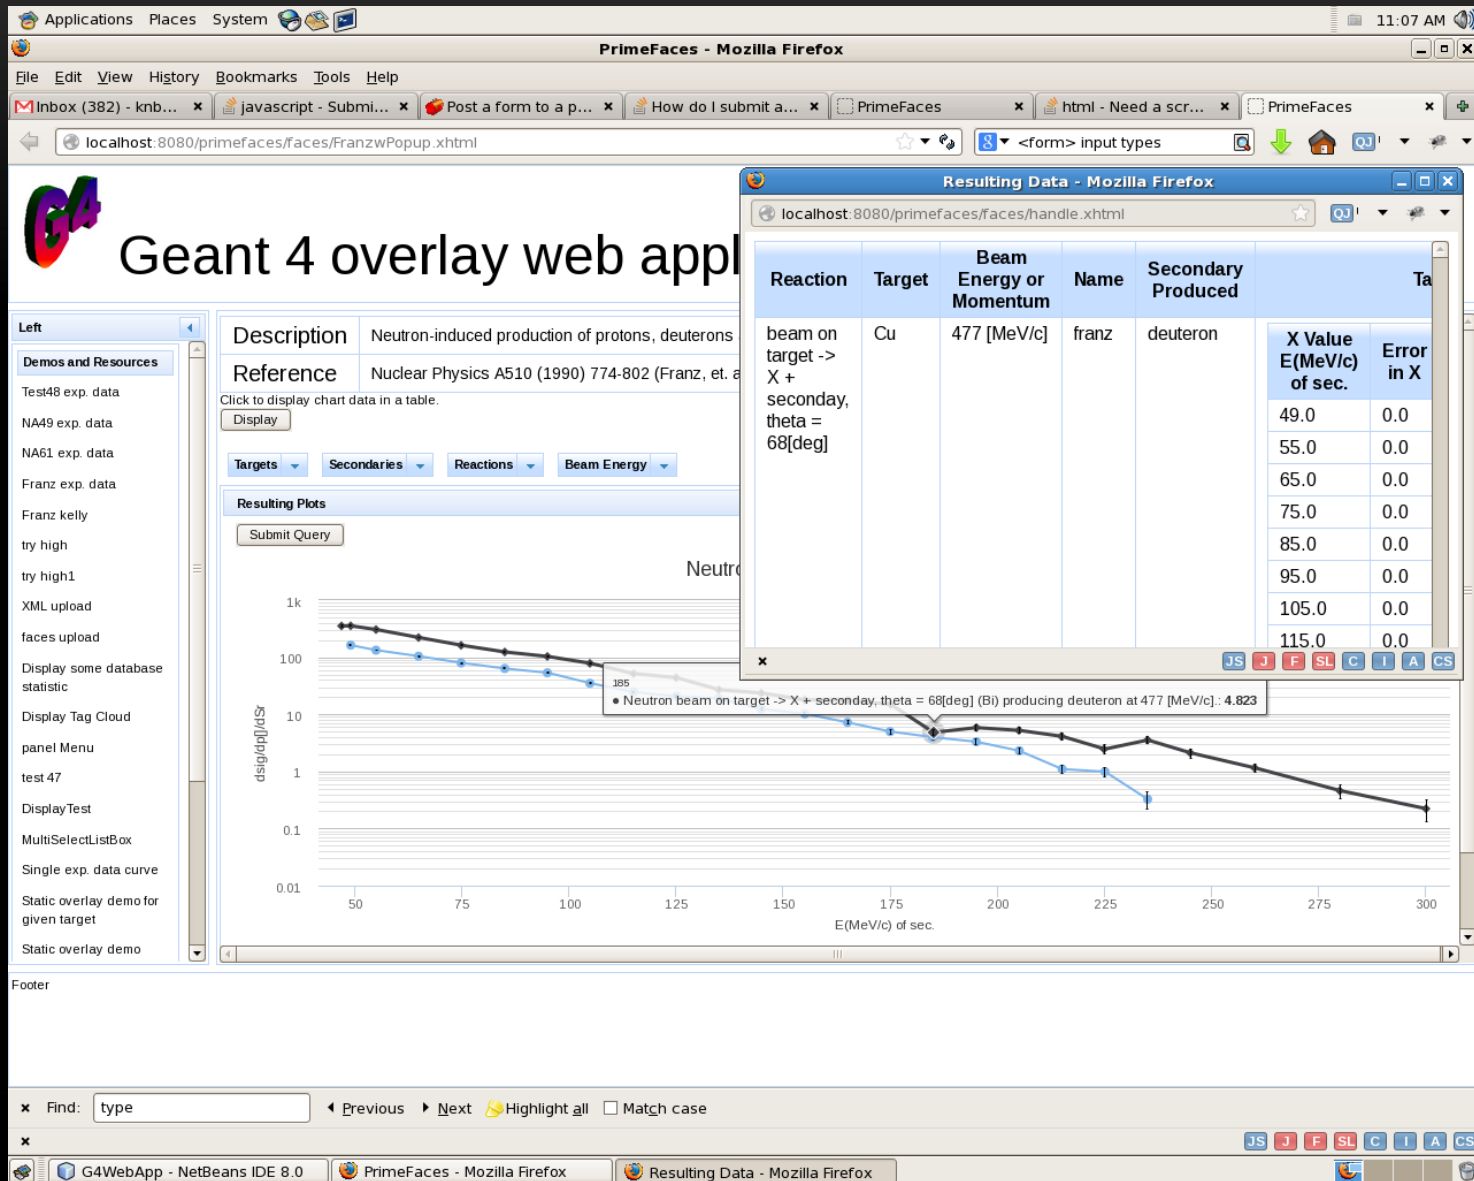 Applications Places System 11:07 AM
PrimeFaces - Mozilla Firefox
File Edit View History Bookmarks Tools Help
Inbox (382) - knb... javascript - Submi... Post a form to a p... How do I submit a... PrimeFaces html - Need a scr... PrimeFaces
localhost:8080/primefaces/faces/FranzwPopup.xhtml
<form> input types
QJ
G4
Geant 4 overlay web appl
Left
Demos and Resources
Test48 exp. data
NA49 exp. data
NA61 exp. data
Franz exp. data
Franz kelly
try high
try high1
XML upload
faces upload
Display some database
statistic
Display Tag Cloud
panel Menu
test 47
DisplayTest
MultiSelectListBox
Single exp. data curve
Static overlay demo for
given target
Static overlay demo
Description Neutron-induced production of protons, deuterons
Reference Nuclear Physics A510 (1990) 774-802 (Franz, et. a
Click to display chart data in a table.
Display
Targets Secondaries Reactions Beam Energy
Resulting Plots
Submit Query
Neutro
1k
100
10
1
0.1
0.01
dsig/dp[]/dSr
50 75 100 125 150 175 200 225 250 275 300
E(MeV/c) of sec.
185
● Neutron beam on target -> X + seconday, theta = 68[deg] (Bi) producing deuteron at 477 [MeV/c].: 4.823
Resulting Data - Mozilla Firefox
localhost:8080/primefaces/faces/handle.xhtml
QJ
Reaction
Target
Beam
Energy or
Momentum
Name
Secondary
Produced
Ta
beam on
target ->
X +
seconday,
theta =
68[deg]
Cu
477 [MeV/c]
franz
deuteron
X Value
E(MeV/c)
of sec.
Error
in X
49.0 0.0
55.0 0.0
65.0 0.0
75.0 0.0
85.0 0.0
95.0 0.0
105.0 0.0
115.0 0.0
JS J F SL C I A CS
Footer
Find: type Previous Next Highlight all Match case
JS J F SL C I A CS
G4WebApp - NetBeans IDE 8.0 PrimeFaces - Mozilla Firefox Resulting Data - Mozilla Firefox